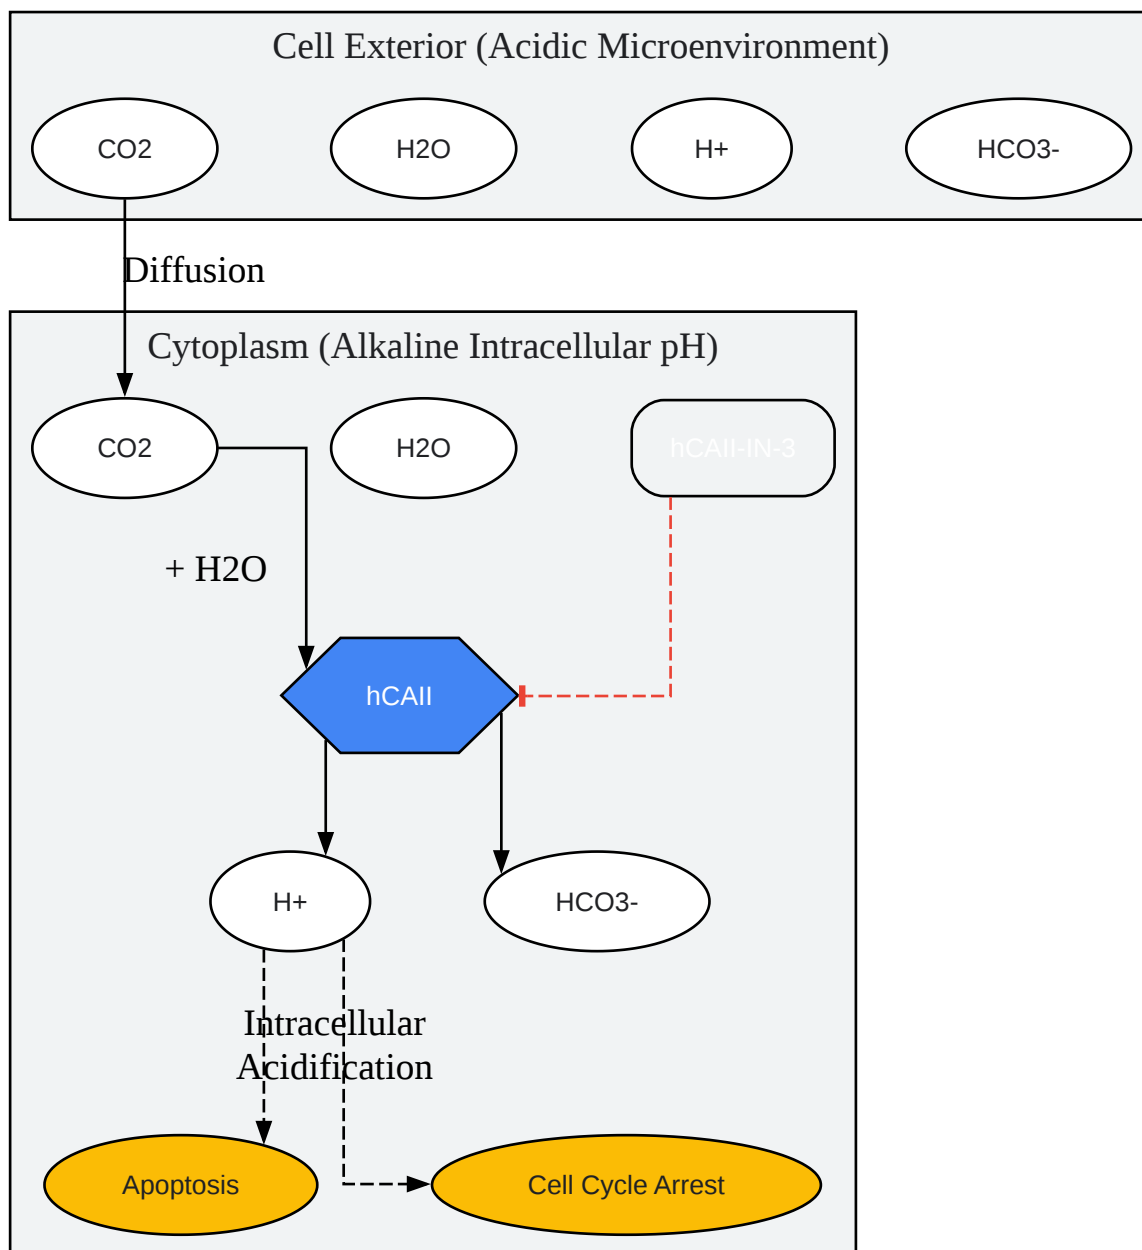 Cell Exterior (Acidic Microenvironment)
CO2
H2O
H+
HCO3-
Diffusion
Cytoplasm (Alkaline Intracellular pH)
CO2
H2O
hCAII-IN-3
+ H2O
hCAII
H+
HCO3-
Intracellular
Acidification
Apoptosis
Cell Cycle Arrest